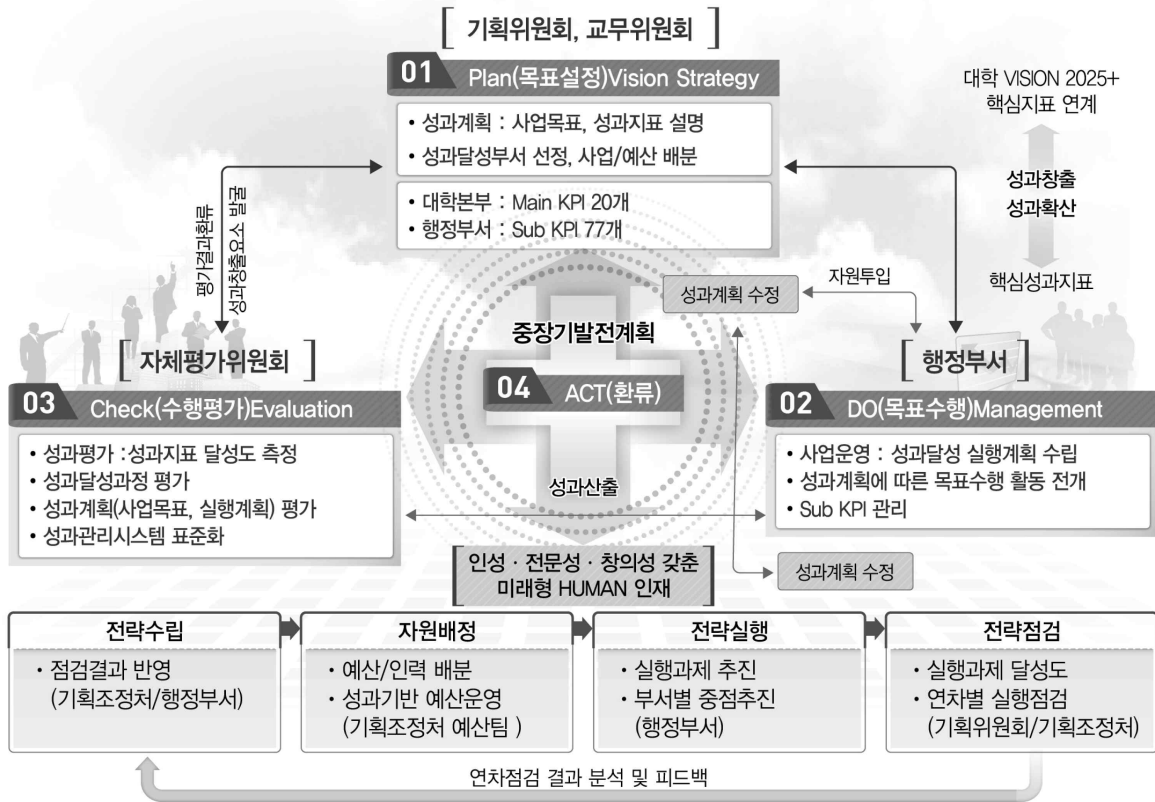 [ 기획위원회, 교무위원회 ]
01 Plan(목표설정)Vision Strategy
• 성과계획 : 사업목표, 성과지표 설명
• 성과달성부서 선정, 사업/예산 배분
• 대학본부 : Main KPI 20개
• 행정부서 : Sub KPI 77개
대학 VISION 2025+
핵심지표 연계
성과창출
성과확산
핵심성과지표
평가결과환류
성과창출요소 발굴
성과계획 수정
자원투입
중장기발전계획
04 ACT(환류)
성과산출
[ 자체평가위원회 ]
03 Check(수행평가)Evaluation
• 성과평가 :성과지표 달성도 측정
• 성과달성과정 평가
• 성과계획(사업목표, 실행계획) 평가
• 성과관리시스템 표준화
[ 행정부서 ]
02 DO(목표수행)Management
• 사업운영 : 성과달성 실행계획 수립
• 성과계획에 따른 목표수행 활동 전개
• Sub KPI 관리
성과계획 수정
인성 · 전문성 · 창의성 갖춘
미래형 HUMAN 인재
전략수립
• 점검결과 반영
(기획조정처/행정부서)
자원배정
• 예산/인력 배분
• 성과기반 예산운영
(기획조정처 예산팀 )
전략실행
• 실행과제 추진
• 부서별 중점추진
(행정부서)
전략점검
• 실행과제 달성도
• 연차별 실행점검
(기획위원회/기획조정처)
연차점검 결과 분석 및 피드백